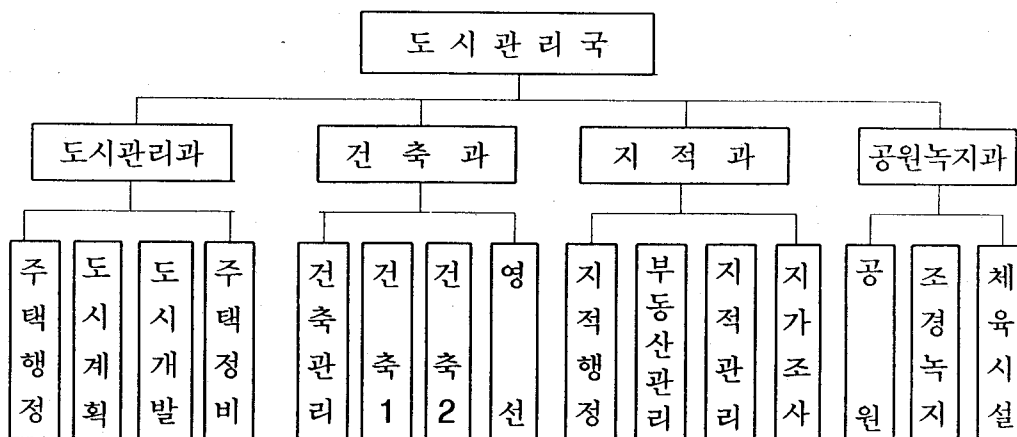 도시관리국
도시관리과
건축과
지적과
공원녹지과
주택행정
도시계획
도시개발
주택정비
건축관리
건축1
건축2
영선
지적행정
부동산관리
지적관리
지가조사
공원
조경녹지
체육시설